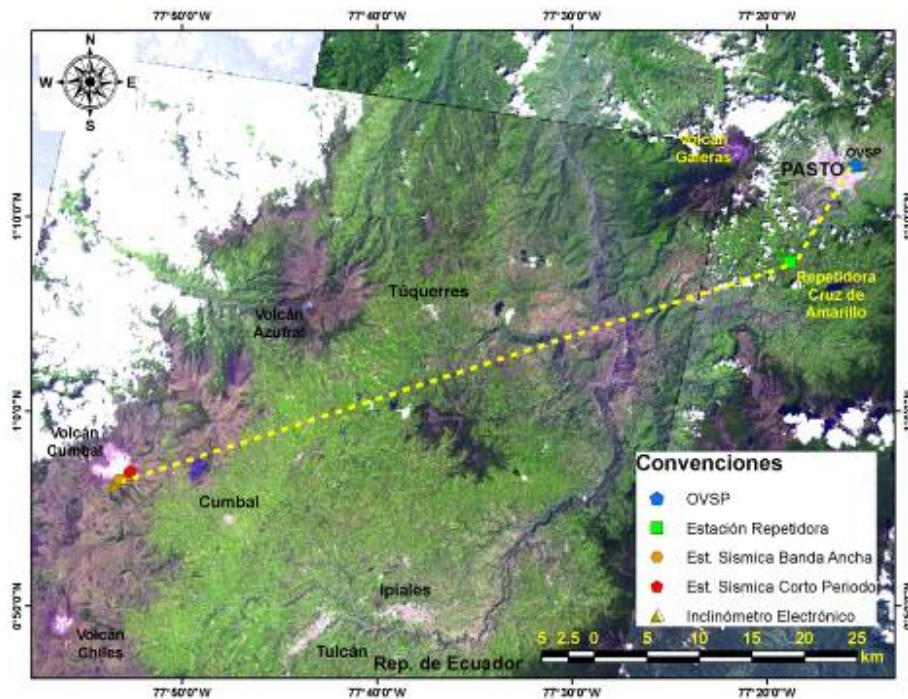 77°50'0"W
77°40'0"W
77°30'0"W
77°20'0"W
N
W
E
S
Volcán
Galeras
OVSP
PASTO
1°10'0"N
1°10'0"N
Repetidora
Cruz de
Amarillo
Túquerres
Volcán
Azufral
1°0'0"N
Volcán
Cumbal
Cumbal
Convenciones
OVSP
Estación Repetidora
Est. Sísmica Banda Ancha
Est. Sísmica Corto Periodo
Inclinómetro Electrónico
0°50'0"N
Ipiales
Volcán
Chiles
Tulcán
Rep. de Ecuador
5 2.5 0 5 10 15 20 25
km
77°50'0"W
77°40'0"W
77°30'0"W
77°20'0"W